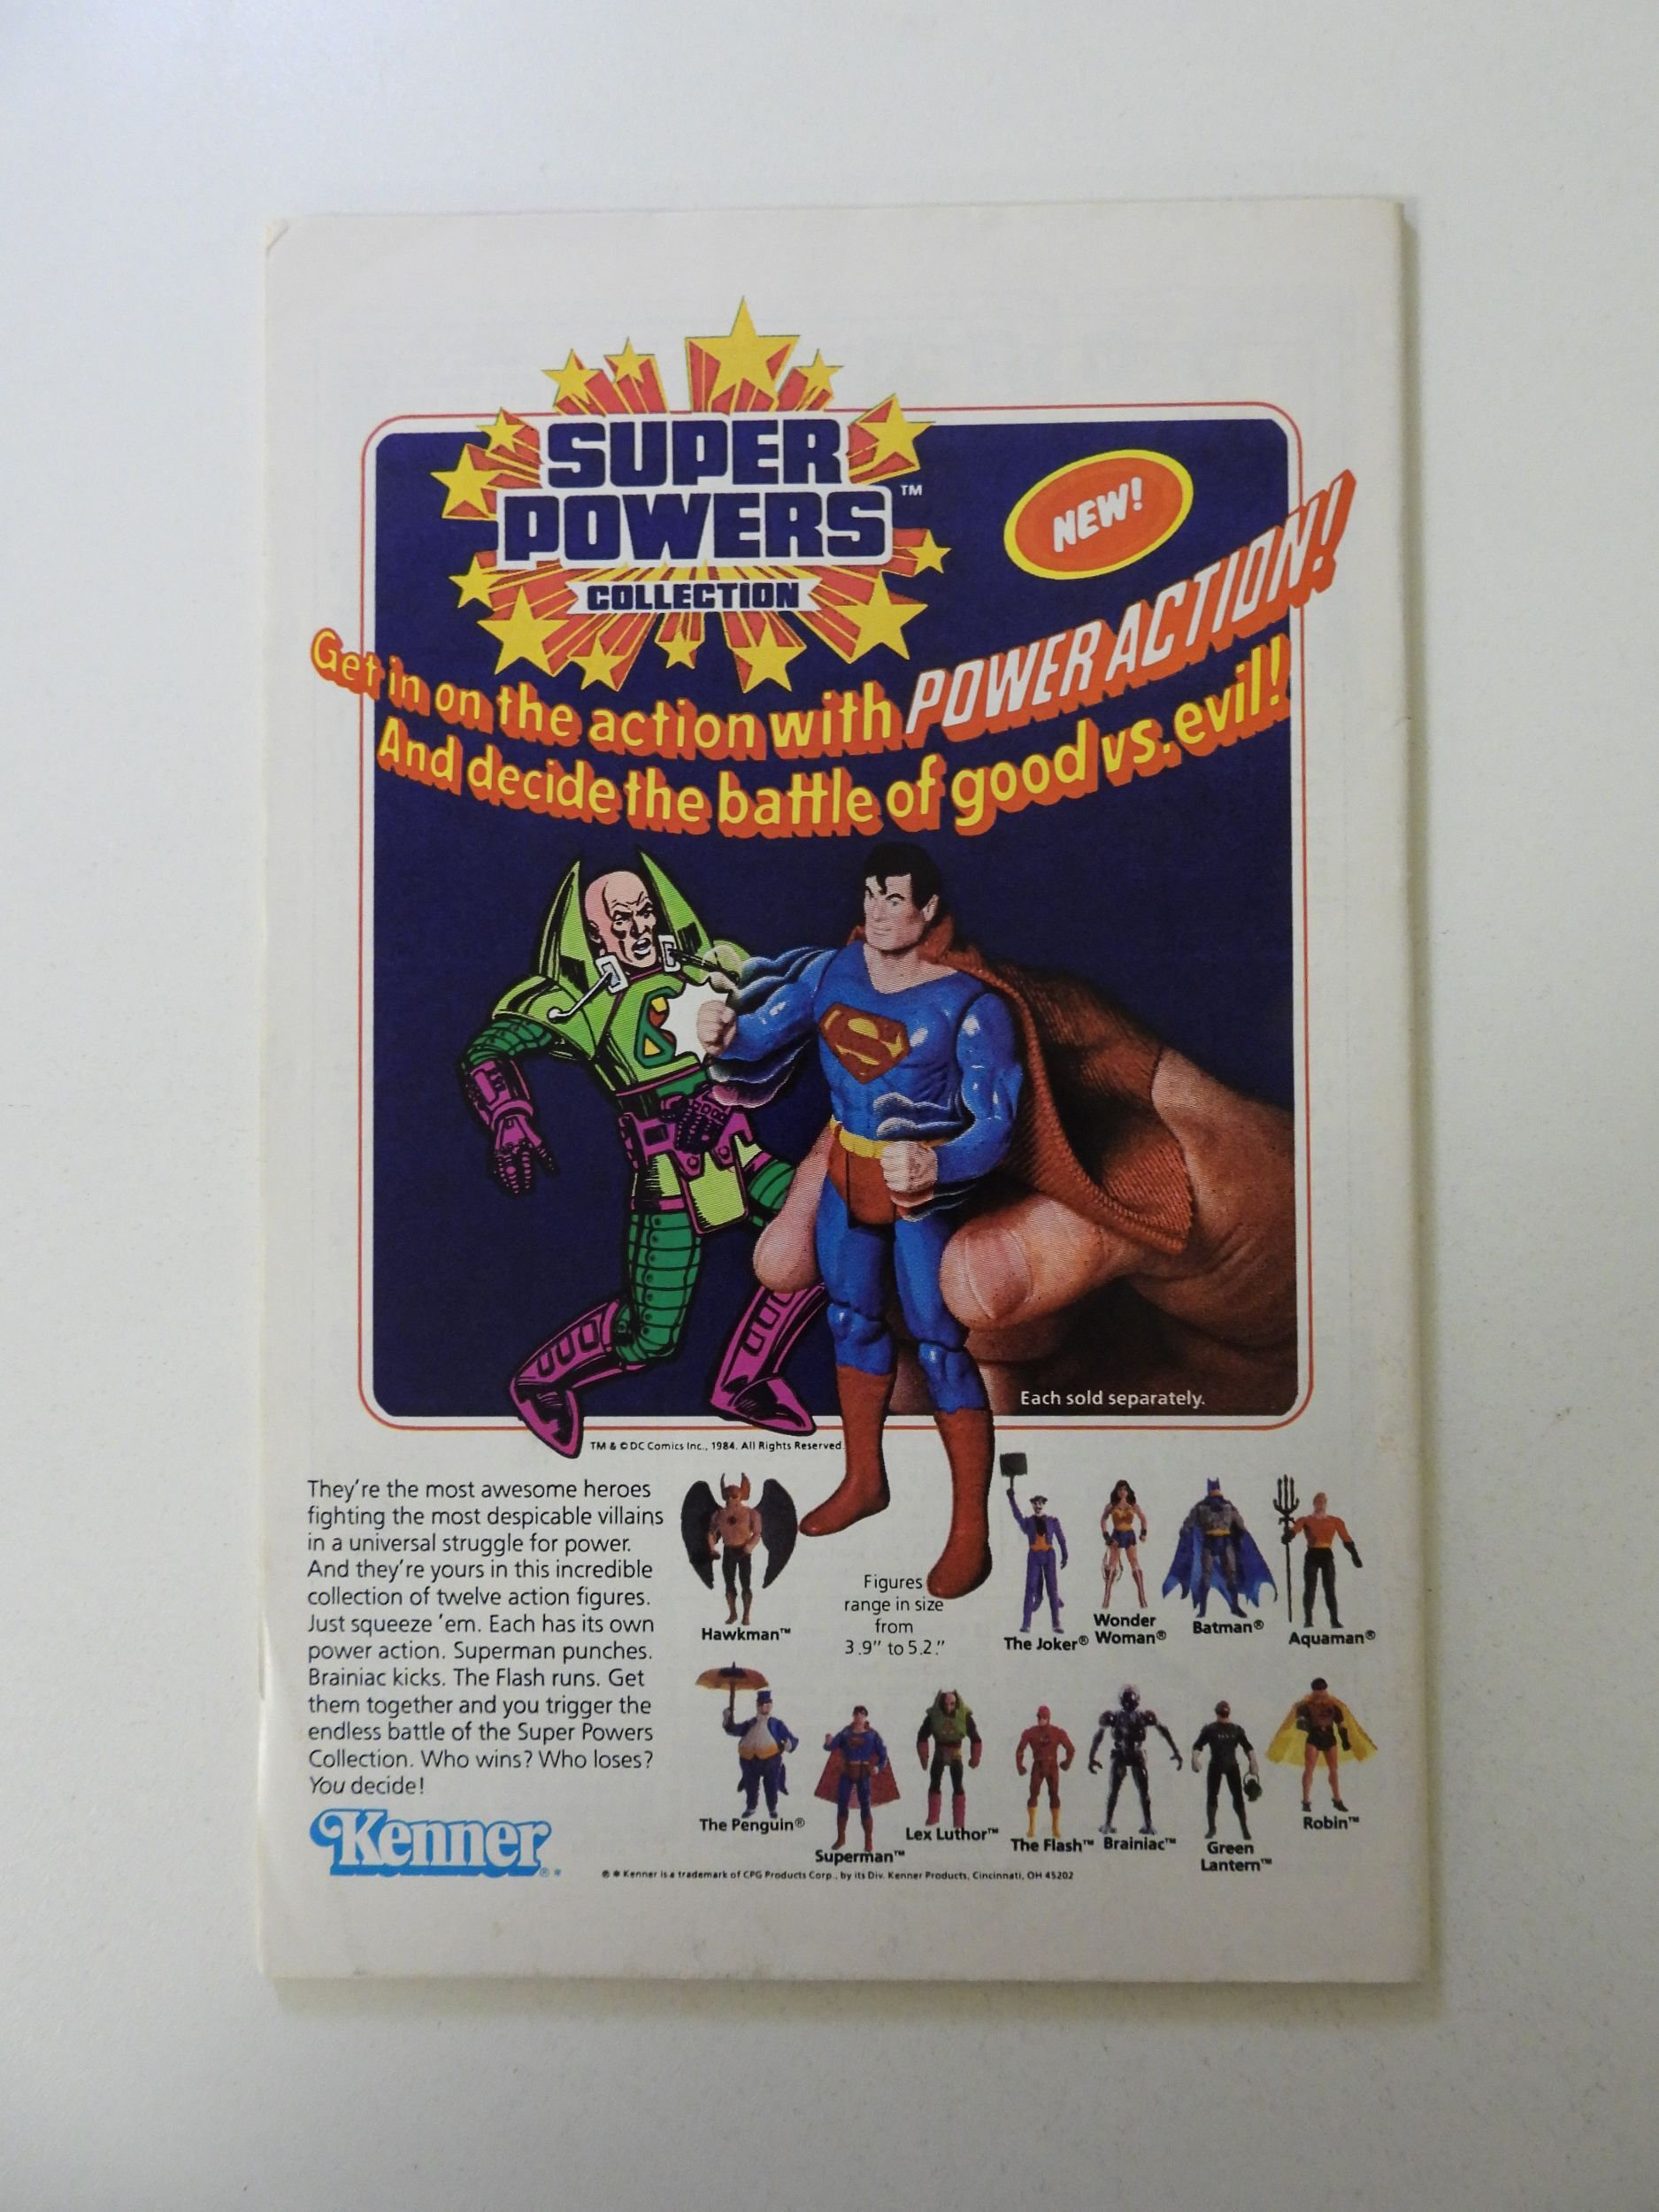 SUPER
POWERS™
COLLECTION
NEW!
Get in on the action with POWER ACTION!
And decide the battle of good vs. evil!
Each sold separately.
TM & © DC Comics Inc., 1984. All Rights Reserved.
They're the most awesome heroes
fighting the most despicable villains
in a universal struggle for power.
And they're yours in this incredible
collection of twelve action figures.
Just squeeze 'em. Each has its own
power action. Superman punches.
Brainiac kicks. The Flash runs. Get
them together and you trigger the
endless battle of the Super Powers
Collection. Who wins? Who loses?
You decide!
Kenner ® *
Hawkman™
Figures
range in size
from
3.9" to 5.2."
The Joker®
Wonder
Woman®
Batman®
Aquaman®
The Penguin®
Superman™
Lex Luthor™
The Flash™
Brainiac™
Green
Lantern™
Robin™
® * Kenner is a trademark of CPG Products Corp., by its Div. Kenner Products, Cincinnati, OH 45202